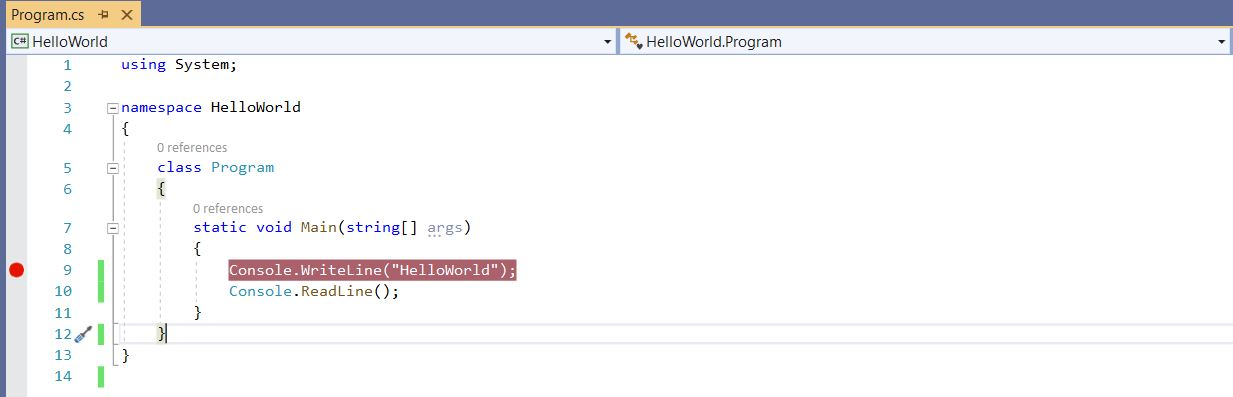 Program.cs
C# HelloWorld HelloWorld.Program
1 using System;
2
3 namespace HelloWorld
4 {
0 references
5 class Program
6 {
0 references
7 static void Main(string[] args)
8 {
9 Console.WriteLine("HelloWorld");
10 Console.ReadLine();
11 }
12 }
13 }
14